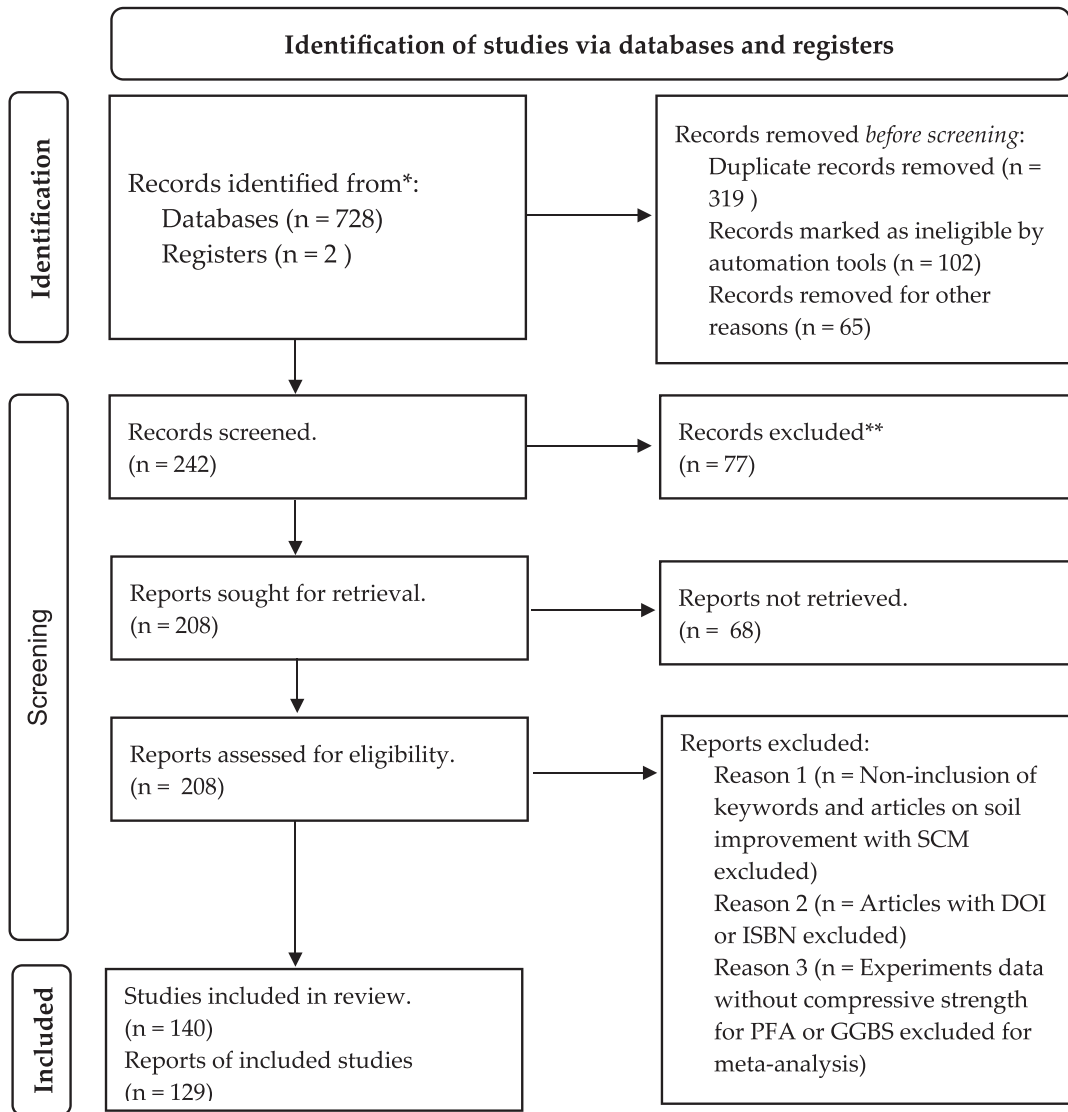 Identification of studies via databases and registers
Identification
Records identified from*:
Databases (n = 728)
Registers (n = 2 )
Records removed before screening:
Duplicate records removed (n =
319 )
Records marked as ineligible by
automation tools (n = 102)
Records removed for other
reasons (n = 65)
Screening
Records screened.
(n = 242)
Records excluded**
(n = 77)
Reports sought for retrieval.
(n = 208)
Reports not retrieved.
(n = 68)
Reports assessed for eligibility.
(n = 208)
Reports excluded:
Reason 1 (n = Non-inclusion of
keywords and articles on soil
improvement with SCM
excluded)
Reason 2 (n = Articles with DOI
or ISBN excluded)
Reason 3 (n = Experiments data
without compressive strength
for PFA or GGBS excluded for
meta-analysis)
Included
Studies included in review.
(n = 140)
Reports of included studies
(n = 129)